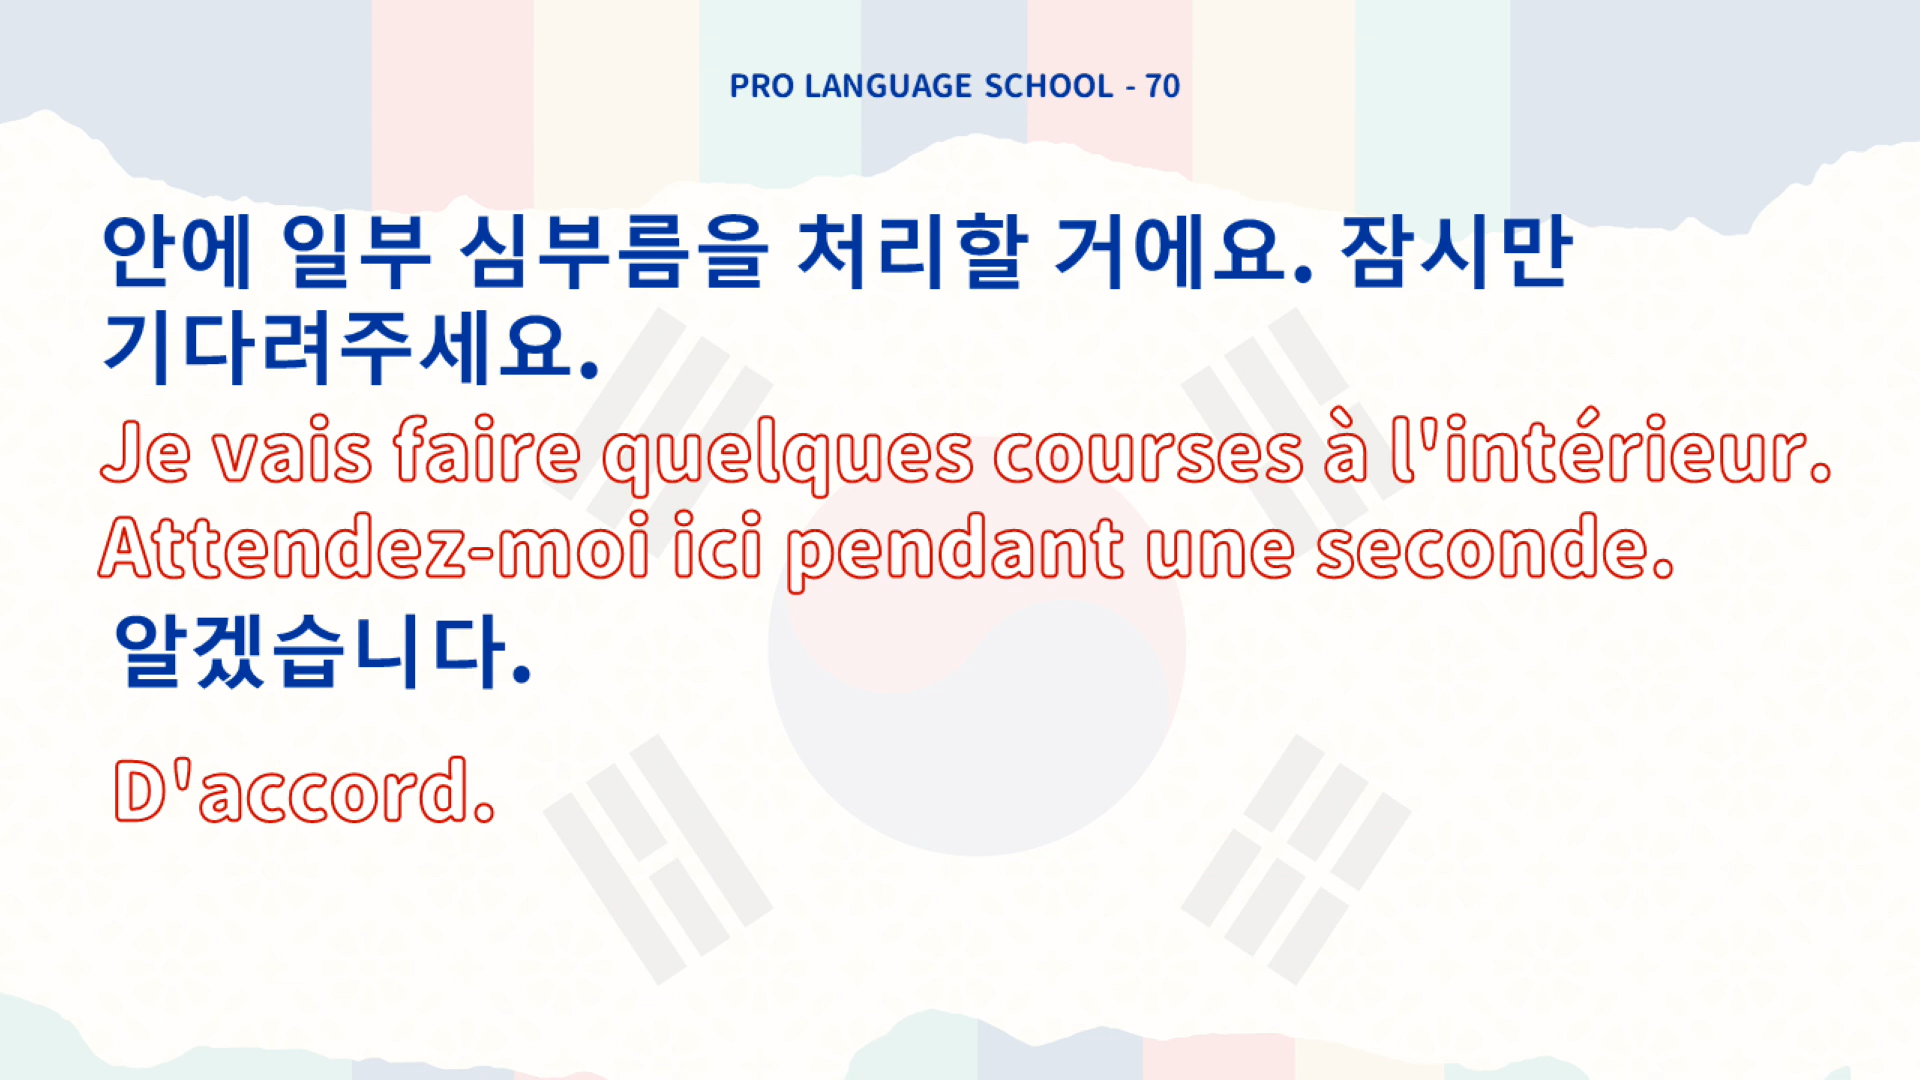 PRO LANGUAGE SCHOOL - 70
안에 일부 심부름을 처리할 거에요. 잠시만
기다려주세요.
Je vais faire quelques courses à l'intérieur.
Attendez-moi ici pendant une seconde.
알겠습니다.
D'accord.